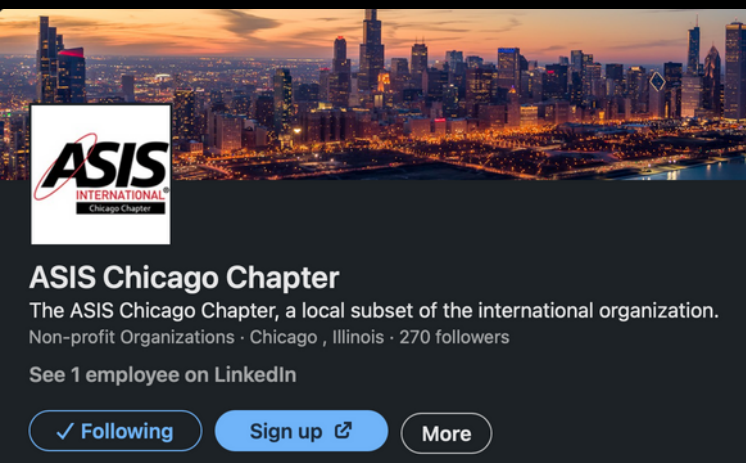 ASIS
INTERNATIONAL®
Chicago Chapter
ASIS Chicago Chapter
The ASIS Chicago Chapter, a local subset of the international organization.
Non-profit Organizations · Chicago , Illinois · 270 followers
See 1 employee on LinkedIn
✓ Following
Sign up
More